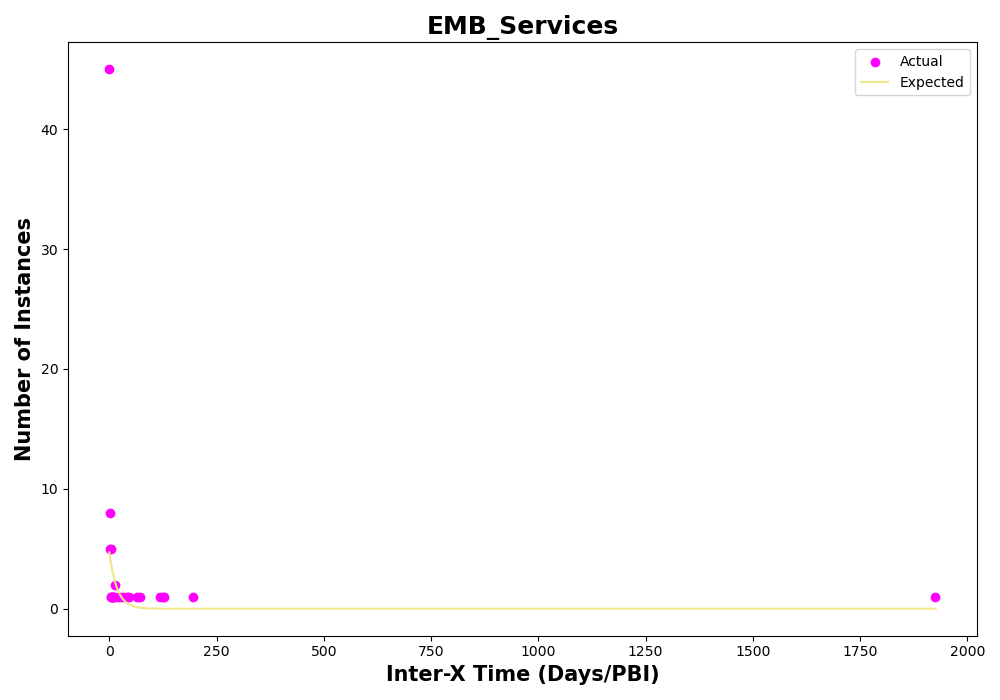 EMB_Services
Actual
Expected
Number of Instances
40
30
20
10
0
0
250
500
750
1000
1250
1500
1750
2000
Inter-X Time (Days/PBI)